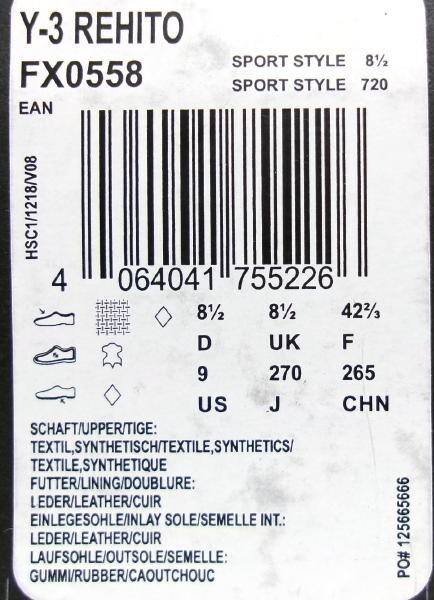 Y-3 REHITO
FX0558
SPORT STYLE 8½
SPORT STYLE 720
EAN
HSC1/1218/V08
4 064041 755226
8½ 8½ 42⅔
D UK F
9 270 265
US J CHN
SCHAFT/UPPER/TIGE:
TEXTIL,SYNTHETISCH/TEXTILE,SYNTHETICS/
TEXTILE,SYNTHETIQUE
FUTTER/LINING/DOUBLURE:
LEDER/LEATHER/CUIR
EINLEGESOHLE/INLAY SOLE/SEMELLE INT.:
LEDER/LEATHER/CUIR
LAUFSOHLE/OUTSOLE/SEMELLE:
GUMMI/RUBBER/CAOUTCHOUC
PO# 125665666